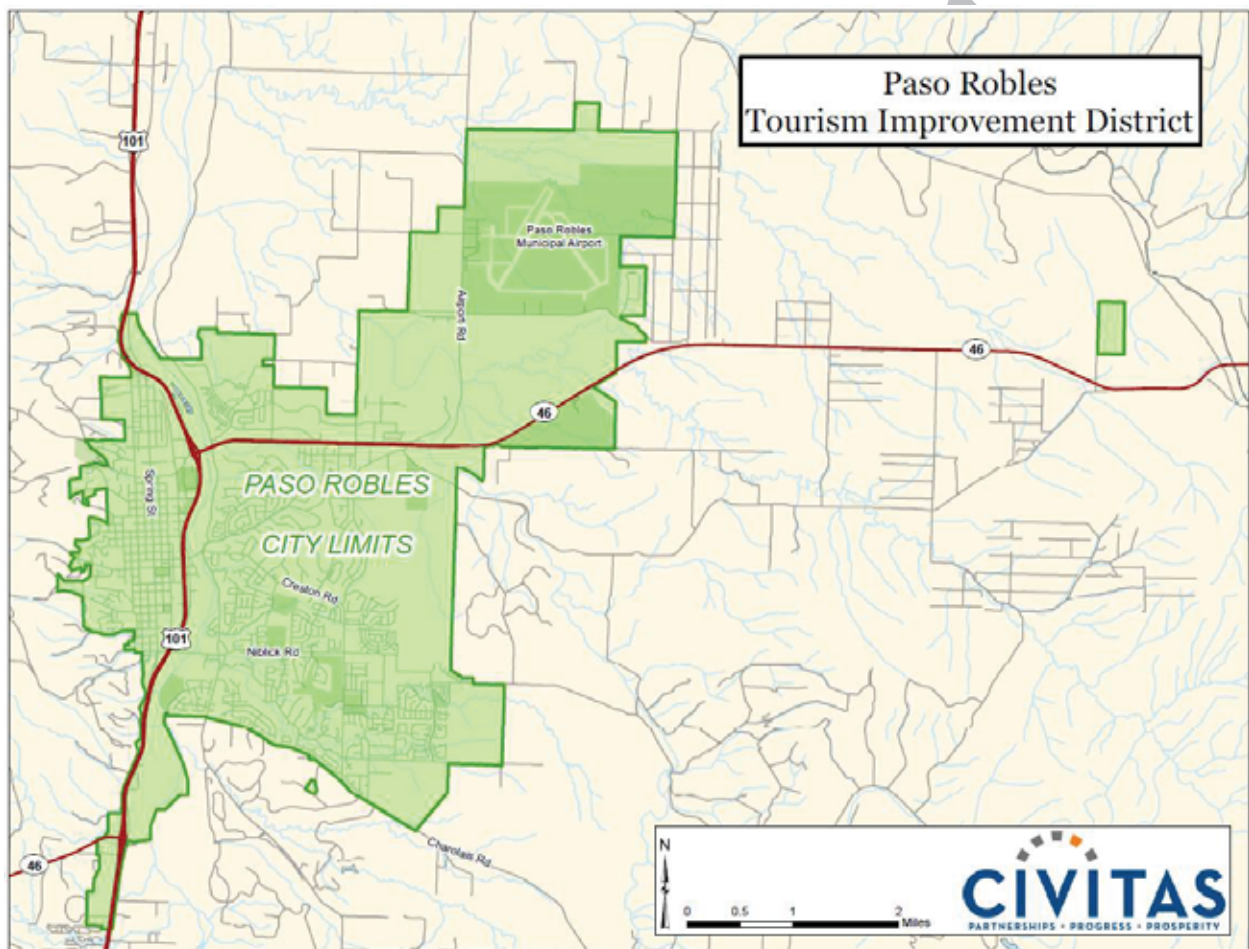 Paso Robles
Tourism Improvement District
101
Paso Robles
Municipal Airport
Airport Rd
46
46
Spring St
PASO ROBLES
CITY LIMITS
Creston Rd
Niblick Rd
101
Charolais Rd
46
N
0 0.5 1 2
Miles
CIVITAS
PARTNERSHIPS • PROGRESS • PROSPERITY